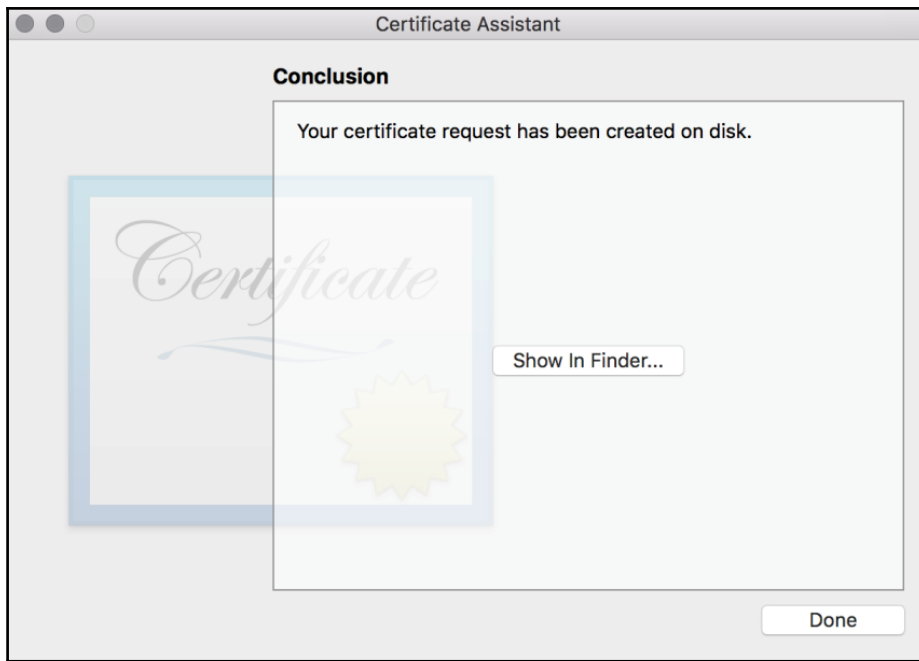 Certificate Assistant
Conclusion
Your certificate request has been created on disk.
Certificate
Show In Finder...
Done